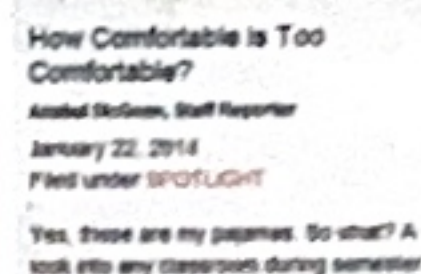 How Comfortable is Too
Comfortable?
Staff Reporter
January 22, 2014
Filed under SPOTLIGHT
Yes, these are my pajamas. So what? A
look into any classroom during semester